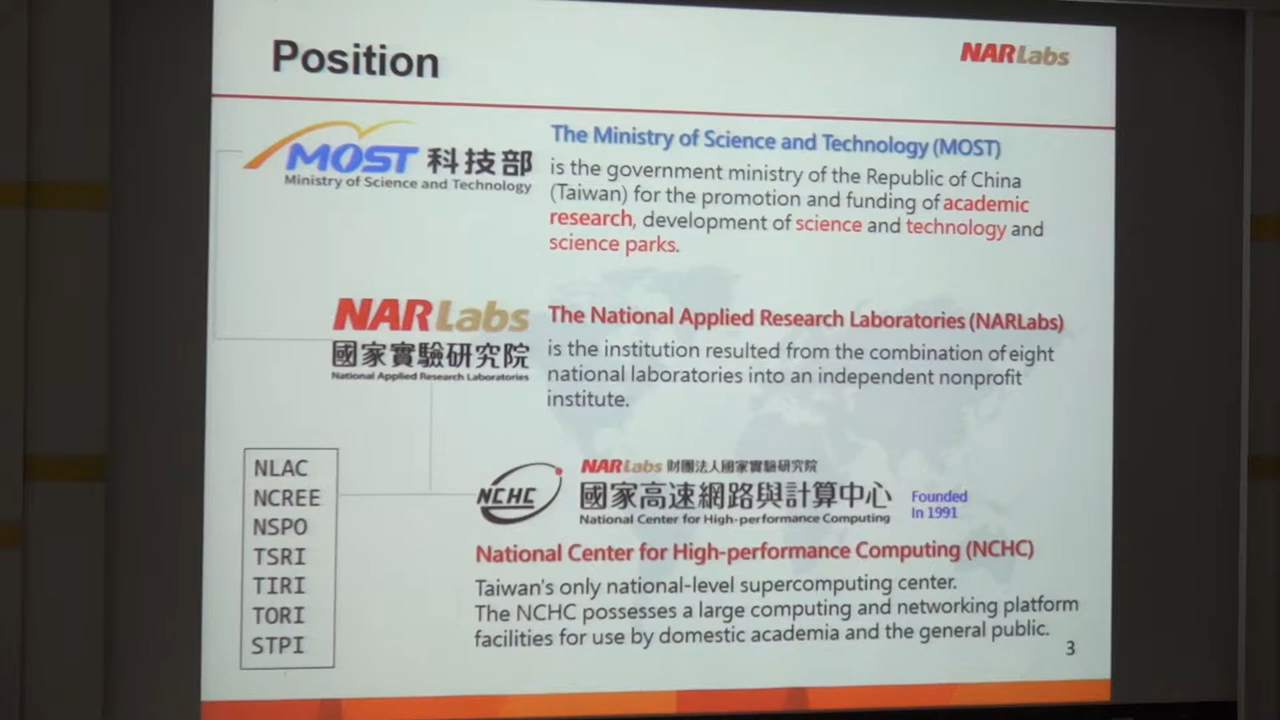 Position
NARLabs
MOST 科技部
Ministry of Science and Technology
The Ministry of Science and Technology (MOST)
is the government ministry of the Republic of China
(Taiwan) for the promotion and funding of academic
research, development of science and technology and
science parks.
NARLabs
國家實驗研究院
National Applied Research Laboratories
The National Applied Research Laboratories (NARLabs)
is the institution resulted from the combination of eight
national laboratories into an independent nonprofit
institute.
NLAC
NCREE
NSPO
TSRI
TIRI
TORI
STPI
NCHC
NARLabs 財團法人國家實驗研究院
國家高速網路與計算中心
National Center for High-performance Computing
Founded
In 1991
National Center for High-performance Computing (NCHC)
Taiwan's only national-level supercomputing center.
The NCHC possesses a large computing and networking platform
facilities for use by domestic academia and the general public.
3